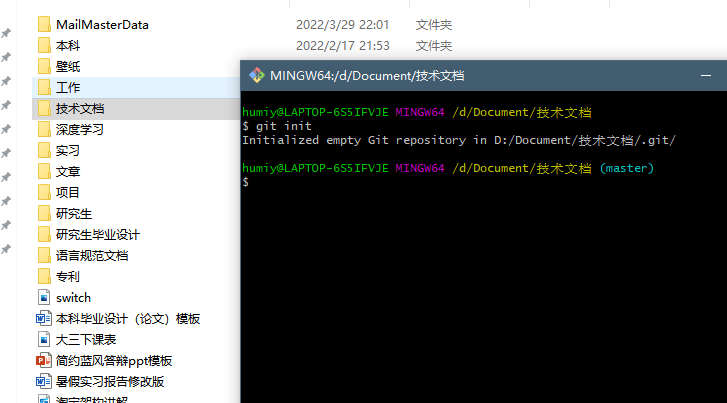 MailMasterData 2022/3/29 22:01 文件夹
本科 2022/2/17 21:53 文件夹
壁纸
工作
技术文档
深度学习
实习
文章
项目
研究生
研究生毕业设计
语言规范文档
专利
switch
本科毕业设计（论文）模板
大三下课表
简约蓝风答辩ppt模板
暑假实习报告修改版
淘宝架构讲解
MINGW64:/d/Document/技术文档
humiy@LAPTOP-6S5IFVJE MINGW64 /d/Document/技术文档
$ git init
Initialized empty Git repository in D:/Document/技术文档/.git/
humiy@LAPTOP-6S5IFVJE MINGW64 /d/Document/技术文档 (master)
$